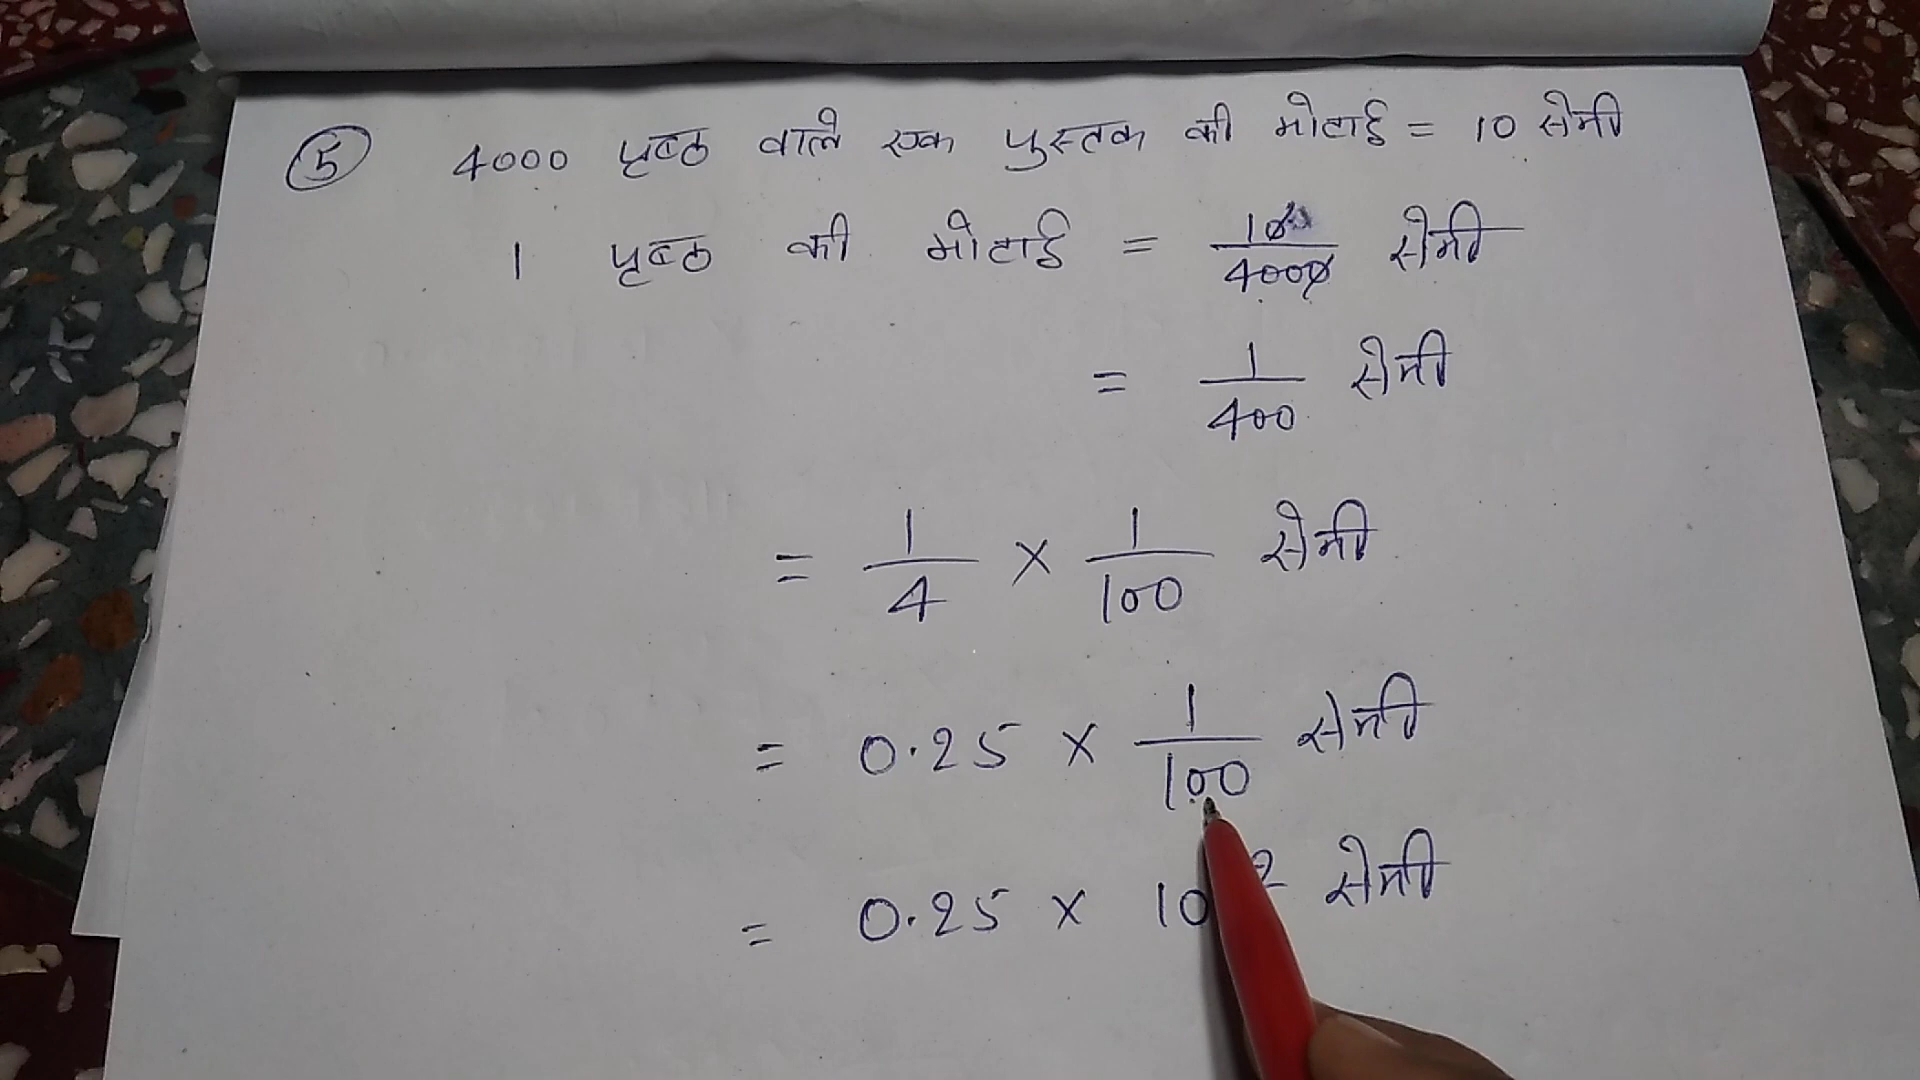 ⑤ 4000 पृष्ठ वाले एक पुस्तक की मोटाई = 10 सेमी
1 पृष्ठ की मोटाई = 10/4000 सेमी
= 1/400 सेमी
= 1/4 × 1/100 सेमी
= 0.25 × 1/100 सेमी
= 0.25 × 10 2 सेमी